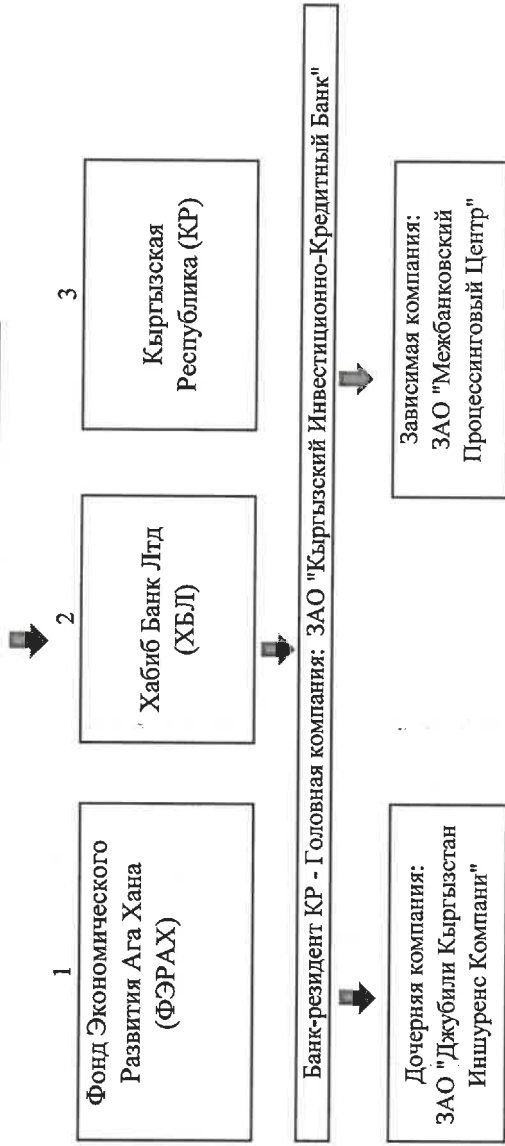 1
Фонд Экономического
Развития Ага Хана
(ФЭРАХ)
2
Хабиб Банк Лтд
(ХБЛ)
3
Кыргызская
Республика (КР)
Банк-резидент КР - Головная компания: ЗАО "Кыргызский Инвестиционно-Кредитный Банк"
Дочерняя компания:
ЗАО "Джубили Кыргызстан
Иншуренс Компани"
Зависимая компания:
ЗАО "Межбанковский
Процессинговый Центр"